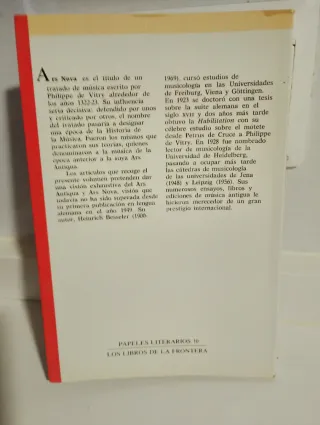 Ars Nova es el título de un
tratado de música escrito por
Philippe de Vitry alrededor de
los años 1322-23. Su influencia
sería decisiva: defendido por unos
y criticado por otros, el nombre
del tratado pasaría a designar
una época de la Historia de
la Música. Fueron los mismos que
practicaron sus teorías, quienes
denominaron a la música de la
época anterior a la suya Ars
Antiqua.
Los artículos que recoge el
presente volumen pretenden dar
una visión exhaustiva del Ars
Antiqua y Ars Nova, visión que
todavía no ha sido superada desde
su primera publicación en lengua
alemana en el año 1949. Su
autor, Heinrich Besseler (1900-
1969), cursó estudios de
musicología en las Universidades
de Freiburg, Viena y Göttingen.
En 1923 se doctoró con una tesis
sobre la suite alemana en el
siglo XVII y dos años más tarde
obtuvo la Habilitation con su
célebre estudio sobre el motete
desde Petrus de Cruce a Philippe
de Vitry. En 1928 fue nombrado
lector de musicología de la
Universidad de Heidelberg,
pasando a ocupar más tarde
las cátedras de musicología
de las universidades de Jena
(1948) y Leipzig (1956). Sus
numerosos ensayos, libros y
ediciones de música antigua le
hicieron merecedor de un gran
prestigio internacional.
PAPELES LITERARIOS 16
LOS LIBROS DE LA FRONTERA